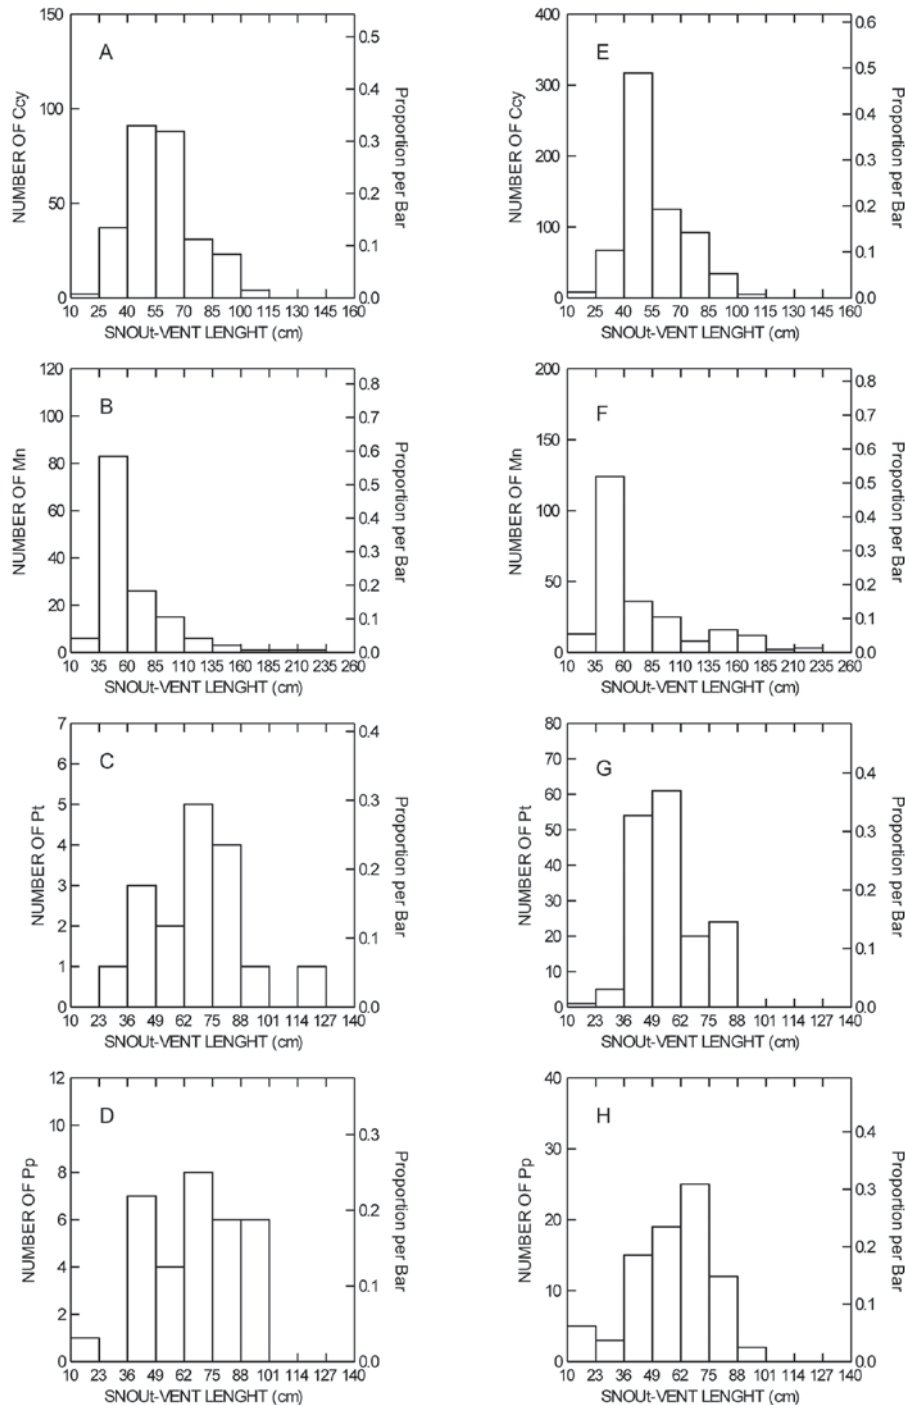 A
NUMBER OF Ccy
150
100
50
0
0.5
0.4
0.3
0.2
0.1
0.0
Proportion per Bar
10 25 40 55 70 85 100 115 130 145 160
SNOUt-VENT LENGHT (cm)
E
NUMBER OF Ccy
400
300
200
100
0
0.6
0.5
0.4
0.3
0.2
0.1
0.0
Proportion per Bar
10 25 40 55 70 85 100 115 130 145 160
SNOUt-VENT LENGHT (cm)
B
NUMBER OF Mn
120
100
80
60
40
20
0
0.8
0.7
0.6
0.5
0.4
0.3
0.2
0.1
0.0
Proportion per Bar
10 35 60 85 110 135 160 185 210 235 260
SNOUt-VENT LENGHT (cm)
F
NUMBER OF Mn
200
150
100
50
0
0.8
0.7
0.6
0.5
0.4
0.3
0.2
0.1
0.0
Proportion per Bar
10 35 60 85 110 135 160 185 210 235 260
SNOUt-VENT LENGHT (cm)
C
NUMBER OF Pt
7
6
5
4
3
2
1
0
0.4
0.3
0.2
0.1
0.0
Proportion per Bar
10 23 36 49 62 75 88 101 114 127 140
SNOUt-VENT LENGHT (cm)
G
NUMBER OF Pt
80
70
60
50
40
30
20
10
0
0.4
0.3
0.2
0.1
0.0
Proportion per Bar
10 23 36 49 62 75 88 101 114 127 140
SNOUt-VENT LENGHT (cm)
D
NUMBER OF Pp
12
10
8
6
4
2
0
0.3
0.2
0.1
0.0
Proportion per Bar
10 23 36 49 62 75 88 101 114 127 140
SNOUt-VENT LENGHT (cm)
H
NUMBER OF Pp
40
30
20
10
0
0.4
0.3
0.2
0.1
0.0
Proportion per Bar
10 23 36 49 62 75 88 101 114 127 140
SNOUt-VENT LENGHT (cm)